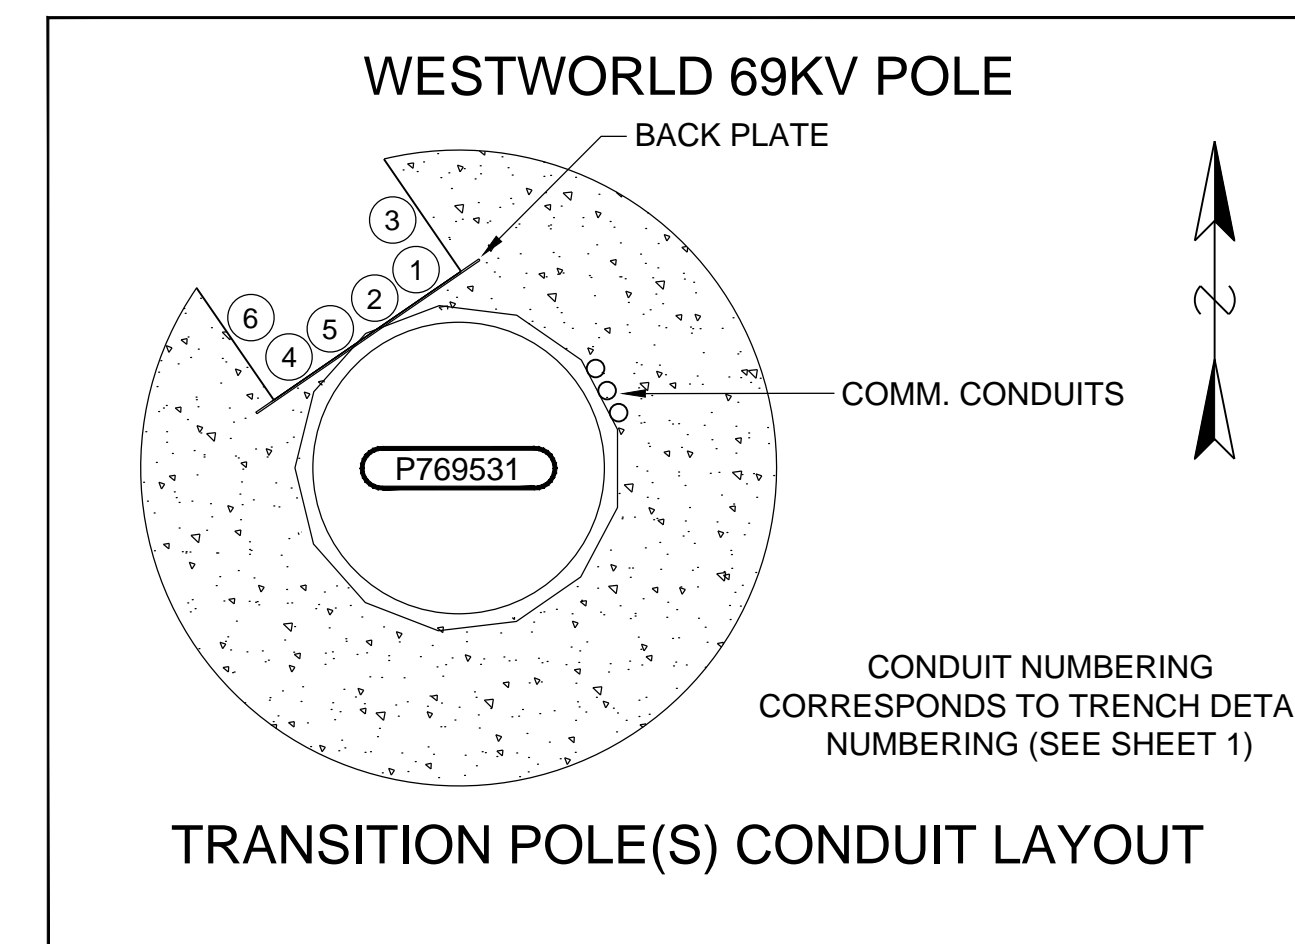 WESTWORLD 69KV POLE
BACK PLATE
3
1
2
5
6
4
COMM. CONDUITS
P769531
N
CONDUIT NUMBERING
CORRESPONDS TO TRENCH DETA
NUMBERING (SEE SHEET 1)
TRANSITION POLE(S) CONDUIT LAYOUT